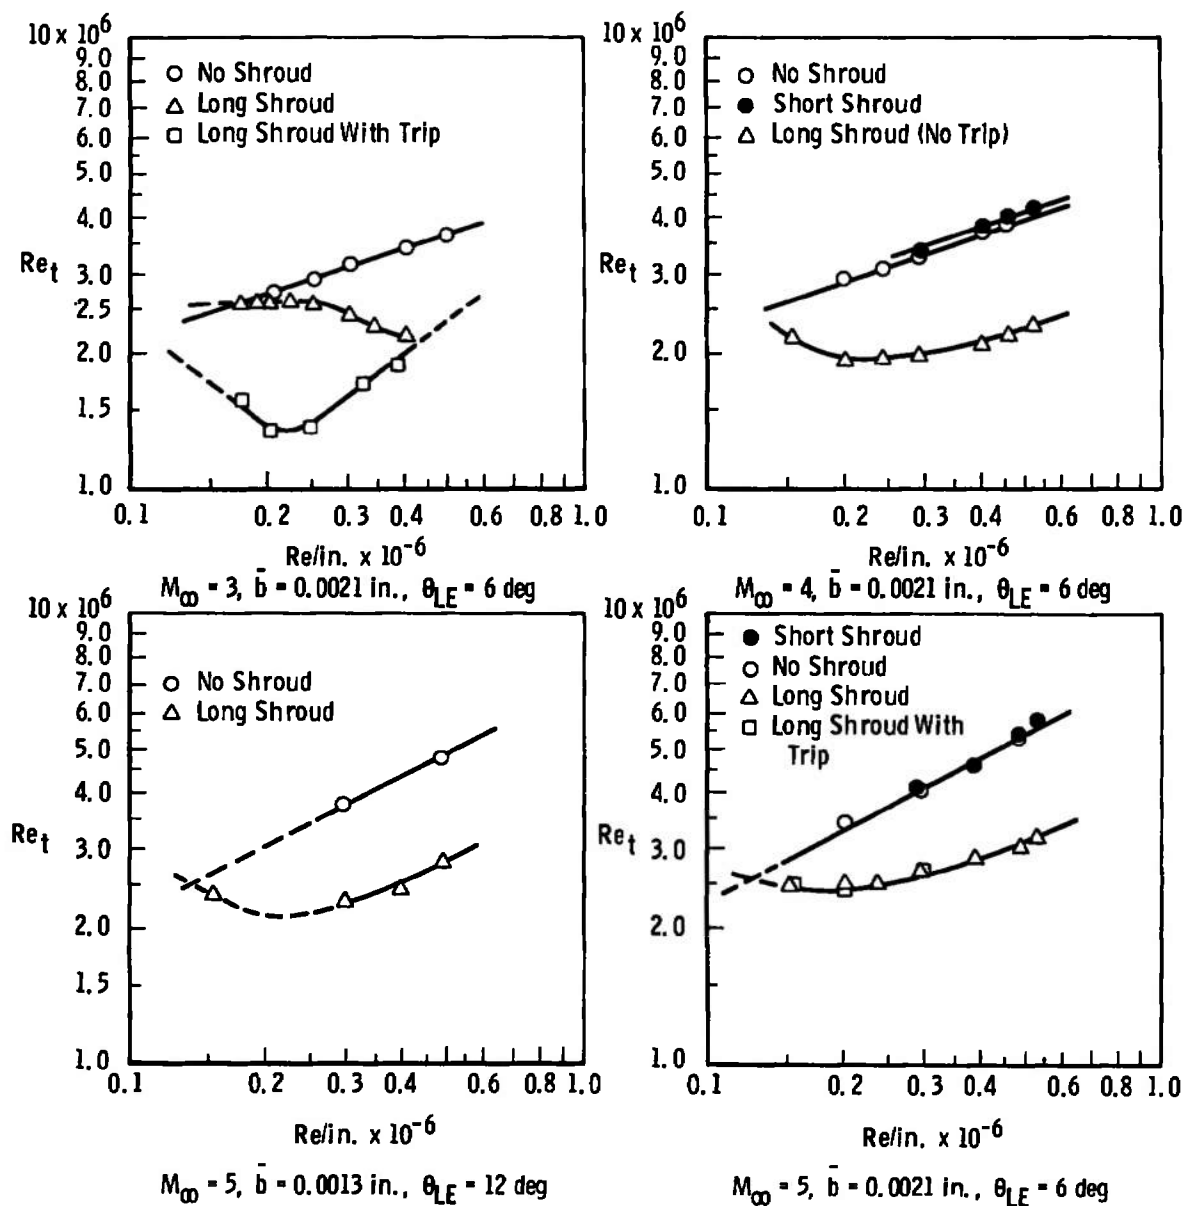 10 x 10⁶
9.0
8.0
7.0
6.0
5.0
4.0
Re_t
3.0
2.5
2.0
1.5
1.0
○ No Shroud
△ Long Shroud
□ Long Shroud With Trip
0.1 0.2 0.3 0.4 0.6 0.8 1.0
Re/in. x 10⁻⁶
M∞ = 3, b̄ = 0.0021 in., θ_LE = 6 deg
10 x 10⁶
9.0
8.0
7.0
6.0
5.0
4.0
Re_t
3.0
2.0
1.0
○ No Shroud
● Short Shroud
△ Long Shroud (No Trip)
0.1 0.2 0.3 0.4 0.6 0.8 1.0
Re/in. x 10⁻⁶
M∞ = 4, b̄ = 0.0021 in., θ_LE = 6 deg
10 x 10⁶
9.0
8.0
7.0
6.0
5.0
4.0
Re_t
3.0
2.0
1.5
1.0
○ No Shroud
△ Long Shroud
0.1 0.2 0.3 0.4 0.6 0.8 1.0
Re/in. x 10⁻⁶
M∞ = 5, b̄ = 0.0013 in., θ_LE = 12 deg
10 x 10⁶
9.0
8.0
7.0
6.0
5.0
4.0
Re_t
3.0
2.0
1.0
● Short Shroud
○ No Shroud
△ Long Shroud
□ Long Shroud With
Trip
0.1 0.2 0.3 0.4 0.6 0.8 1.0
Re/in. x 10⁻⁶
M∞ = 5, b̄ = 0.0021 in., θ_LE = 6 deg